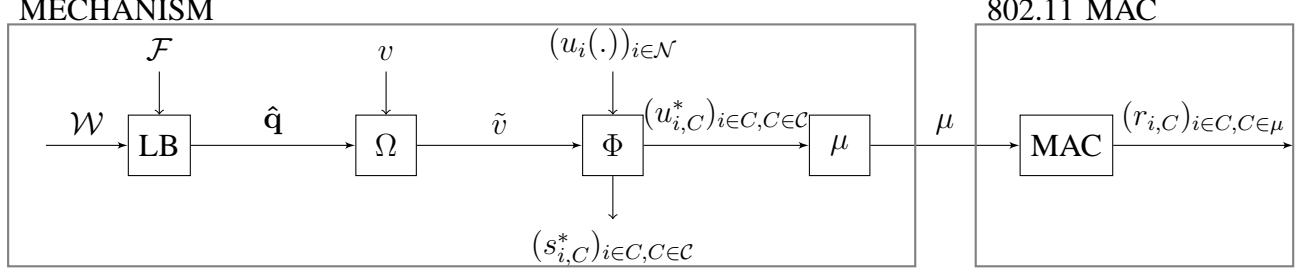 MECHANISM
802.11 MAC
𝓕
v
(u_i(.))_{i∈𝒩}
𝒲
LB
q̂
Ω
ṽ
Φ
(u*_{i,C})_{i∈C,C∈𝒞}
μ
μ
MAC
(r_{i,C})_{i∈C,C∈μ}
(s*_{i,C})_{i∈C,C∈𝒞}